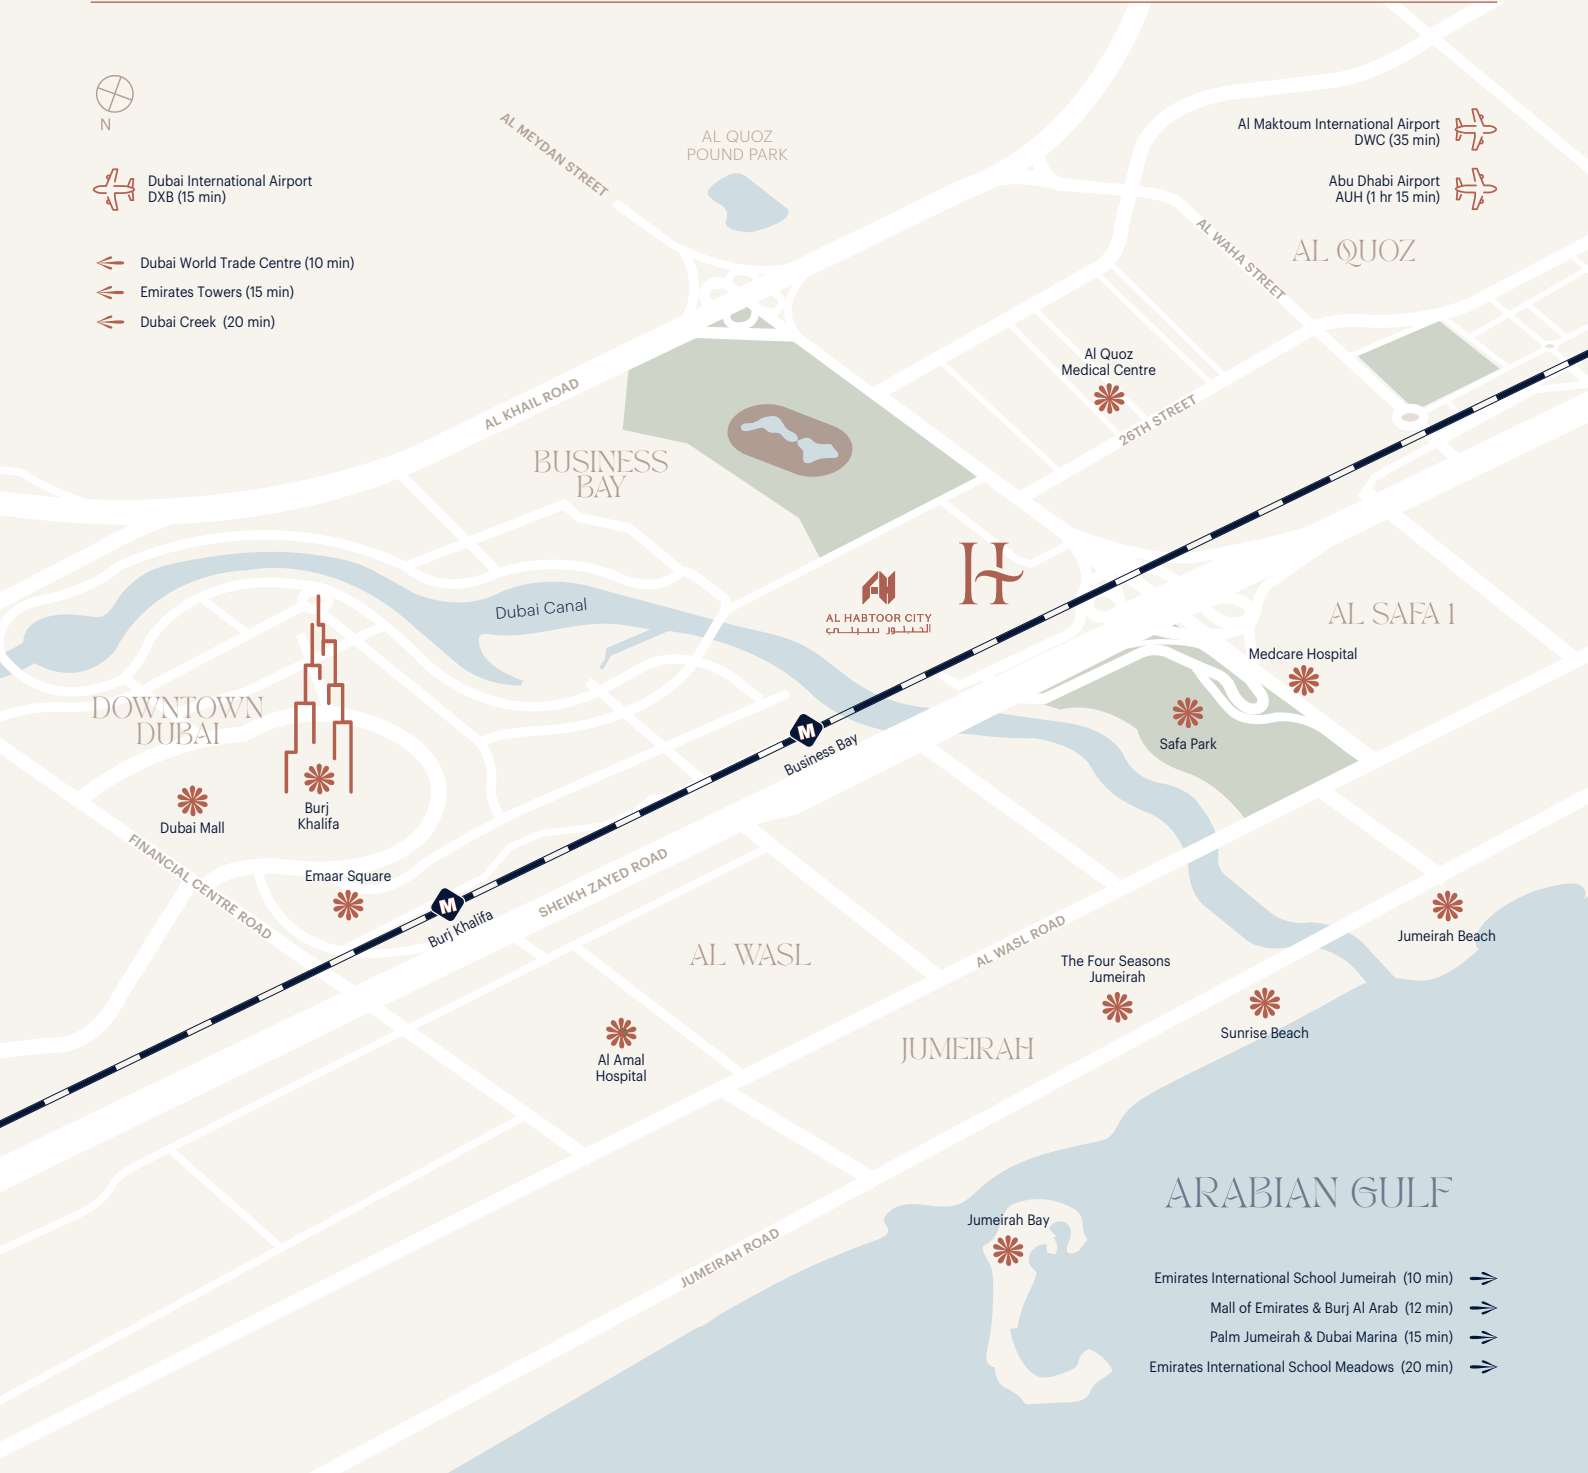 N
Dubai International Airport
DXB (15 min)
Dubai World Trade Centre (10 min)
Emirates Towers (15 min)
Dubai Creek (20 min)
AL MEYDAN STREET
AL QUOZ
POUND PARK
Al Maktoum International Airport
DWC (35 min)
Abu Dhabi Airport
AUH (1 hr 15 min)
AL WAHA STREET
AL QUOZ
Al Quoz
Medical Centre
26TH STREET
AL KHAIL ROAD
BUSINESS
BAY
Dubai Canal
H
AL HABTOOR CITY
الحبتور سيتي
AL SAFA 1
Medcare Hospital
Safa Park
DOWNTOWN
DUBAI
M
Business Bay
Dubai Mall
Burj
Khalifa
FINANCIAL CENTRE ROAD
Emaar Square
M
Burj Khalifa
SHEIKH ZAYED ROAD
AL WASL
AL WASL ROAD
The Four Seasons
Jumeirah
Jumeirah Beach
Sunrise Beach
Al Amal
Hospital
JUMEIRAH
ARABIAN GULF
Jumeirah Bay
JUMEIRAH ROAD
Emirates International School Jumeirah (10 min)
Mall of Emirates & Burj Al Arab (12 min)
Palm Jumeirah & Dubai Marina (15 min)
Emirates International School Meadows (20 min)